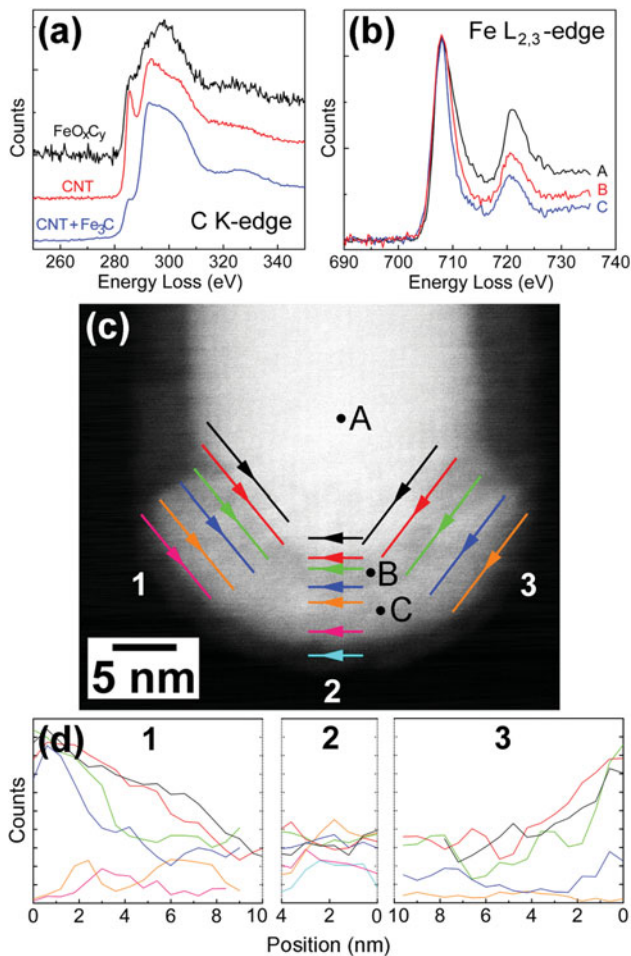 (a)
FeOxCy
CNT
CNT + Fe3C
C K-edge
Counts
260 280 300 320 340
Energy Loss (eV)
(b)
Fe L2,3-edge
A
B
C
Counts
690 700 710 720 730 740
Energy Loss (eV)
(c)
A
B
C
1
2
3
5 nm
(d)
1
2
3
Counts
0 2 4 6 8 10
4 2 0
10 8 6 4 2 0
Position (nm)